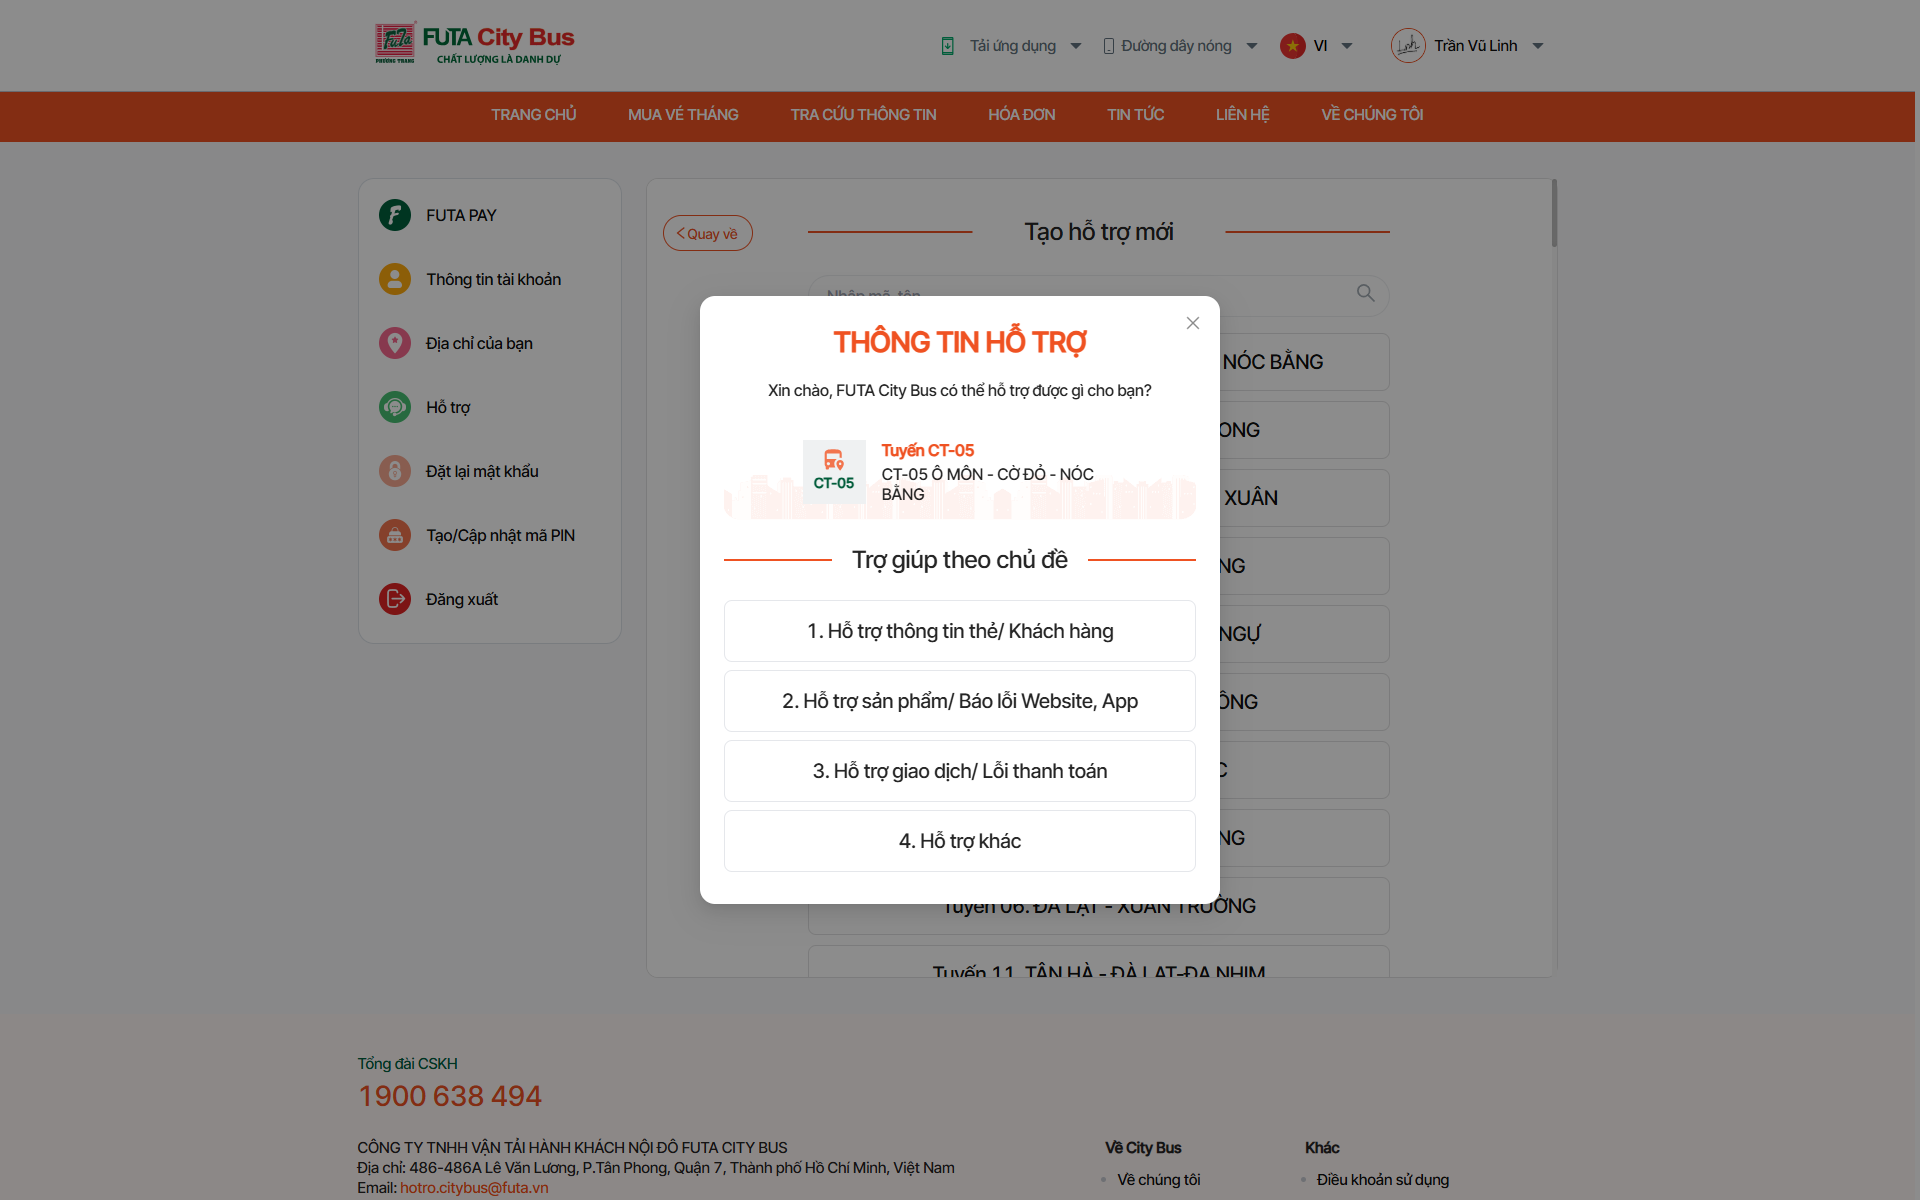 FUTA City Bus
PHƯƠNG TRANG
CHẤT LƯỢNG LÀ DANH DỰ
Tải ứng dụng
Đường dây nóng
VI
Trần Vũ Linh
TRANG CHỦ
MUA VÉ THÁNG
TRA CỨU THÔNG TIN
HÓA ĐƠN
TIN TỨC
LIÊN HỆ
VỀ CHÚNG TÔI
FUTA PAY
Thông tin tài khoản
Địa chỉ của bạn
Hỗ trợ
Đặt lại mật khẩu
Tạo/Cập nhật mã PIN
Đăng xuất
Quay về
Tạo hỗ trợ mới
Nhập mã, tên
NÓC BẰNG
ONG
XUÂN
NG
NGỰ
ÔNG
C
NG
Tuyến 06. ĐÀ LẠT - XUÂN TRƯỜNG
Tuyến 11. TÂN HÀ - ĐÀ LẠT-ĐẠ NHIM
THÔNG TIN HỖ TRỢ
Xin chào, FUTA City Bus có thể hỗ trợ được gì cho bạn?
CT-05
Tuyến CT-05
CT-05 Ô MÔN - CỜ ĐỎ - NÓC
BẰNG
Trợ giúp theo chủ đề
1. Hỗ trợ thông tin thẻ/ Khách hàng
2. Hỗ trợ sản phẩm/ Báo lỗi Website, App
3. Hỗ trợ giao dịch/ Lỗi thanh toán
4. Hỗ trợ khác
Tổng đài CSKH
1900 638 494
CÔNG TY TNHH VẬN TẢI HÀNH KHÁCH NỘI ĐÔ FUTA CITY BUS
Địa chỉ: 486-486A Lê Văn Lương, P.Tân Phong, Quận 7, Thành phố Hồ Chí Minh, Việt Nam
Email: hotro.citybus@futa.vn
Về City Bus
Về chúng tôi
Khác
Điều khoản sử dụng